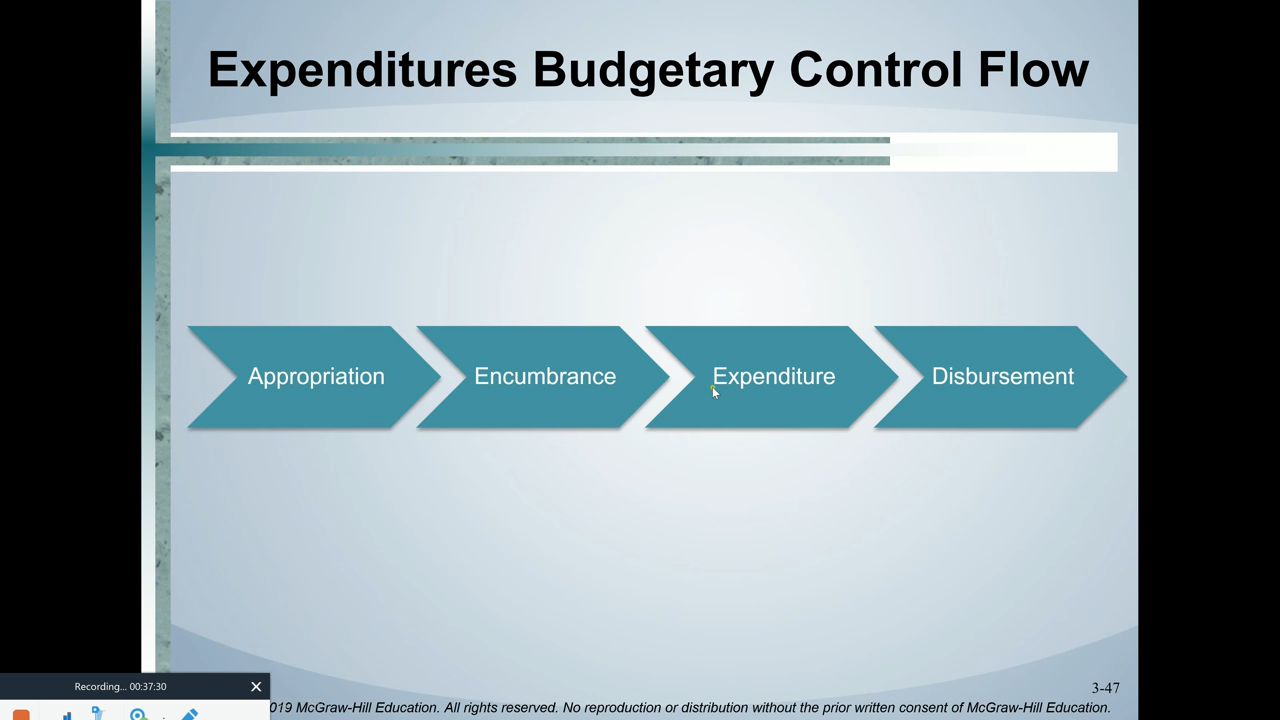 Expenditures Budgetary Control Flow
Appropriation
Encumbrance
Expenditure
Disbursement
3-47
Recording... 00:37:30
019 McGraw-Hill Education. All rights reserved. No reproduction or distribution without the prior written consent of McGraw-Hill Education.